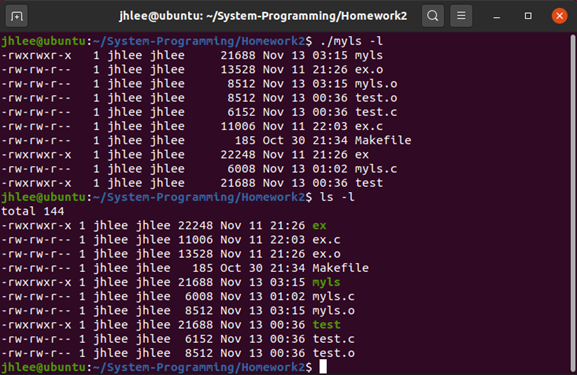 jhlee@ubuntu: ~/System-Programming/Homework2
jhlee@ubuntu:~/System-Programming/Homework2$ ./myls -l
-rwxrwxr-x   1 jhlee jhlee     21688 Nov 13 03:15 myls
-rw-rw-r--   1 jhlee jhlee     13528 Nov 11 21:26 ex.o
-rw-rw-r--   1 jhlee jhlee      8512 Nov 13 03:15 myls.o
-rw-rw-r--   1 jhlee jhlee      8512 Nov 13 00:36 test.o
-rw-rw-r--   1 jhlee jhlee      6152 Nov 13 00:36 test.c
-rw-rw-r--   1 jhlee jhlee     11006 Nov 11 22:03 ex.c
-rw-rw-r--   1 jhlee jhlee       185 Oct 30 21:34 Makefile
-rwxrwxr-x   1 jhlee jhlee     22248 Nov 11 21:26 ex
-rw-rw-r--   1 jhlee jhlee      6008 Nov 13 01:02 myls.c
-rwxrwxr-x   1 jhlee jhlee     21688 Nov 13 00:36 test
jhlee@ubuntu:~/System-Programming/Homework2$ ls -l
total 144
-rwxrwxr-x 1 jhlee jhlee 22248 Nov 11 21:26 ex
-rw-rw-r-- 1 jhlee jhlee 11006 Nov 11 22:03 ex.c
-rw-rw-r-- 1 jhlee jhlee 13528 Nov 11 21:26 ex.o
-rw-rw-r-- 1 jhlee jhlee   185 Oct 30 21:34 Makefile
-rwxrwxr-x 1 jhlee jhlee 21688 Nov 13 03:15 myls
-rw-rw-r-- 1 jhlee jhlee  6008 Nov 13 01:02 myls.c
-rw-rw-r-- 1 jhlee jhlee  8512 Nov 13 03:15 myls.o
-rwxrwxr-x 1 jhlee jhlee 21688 Nov 13 00:36 test
-rw-rw-r-- 1 jhlee jhlee  6152 Nov 13 00:36 test.c
-rw-rw-r-- 1 jhlee jhlee  8512 Nov 13 00:36 test.o
jhlee@ubuntu:~/System-Programming/Homework2$